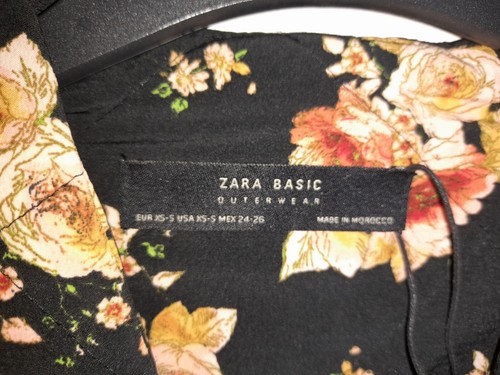 ZARA BASIC
OUTERWEAR
EUR XS-S USA XS-S MEX 24-26 MADE IN MOROCCO